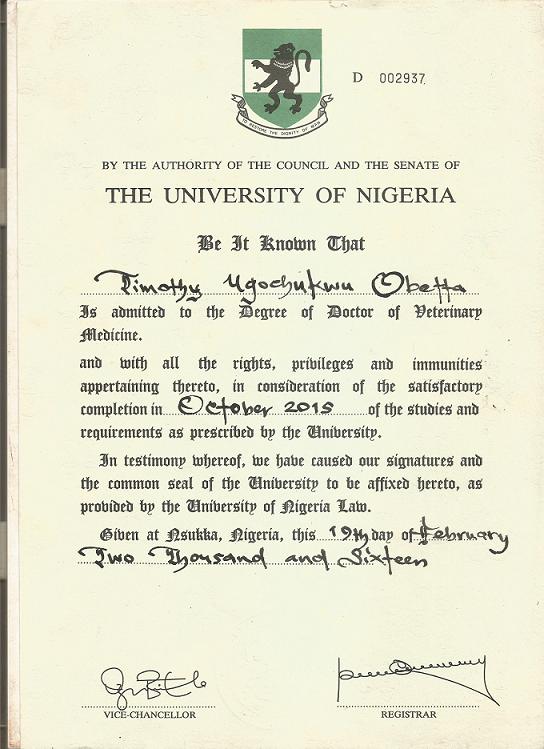 D 002937
TO RESTORE THE DIGNITY OF MAN
BY THE AUTHORITY OF THE COUNCIL AND THE SENATE OF
THE UNIVERSITY OF NIGERIA
Be It Known That
Timothy Ugochukwu Obetta
Is admitted to the Degree of Doctor of Veterinary
Medicine.
and with all the rights, privileges and immunities
appertaining thereto, in consideration of the satisfactory
completion in October 2015 of the studies and
requirements as prescribed by the University.
In testimony whereof, we have caused our signatures and
the common seal of the University to be affixed hereto, as
provided by the University of Nigeria Law.
Given at Nsukka, Nigeria, this 19th day of February
Two Thousand and Sixteen
VICE-CHANCELLOR REGISTRAR